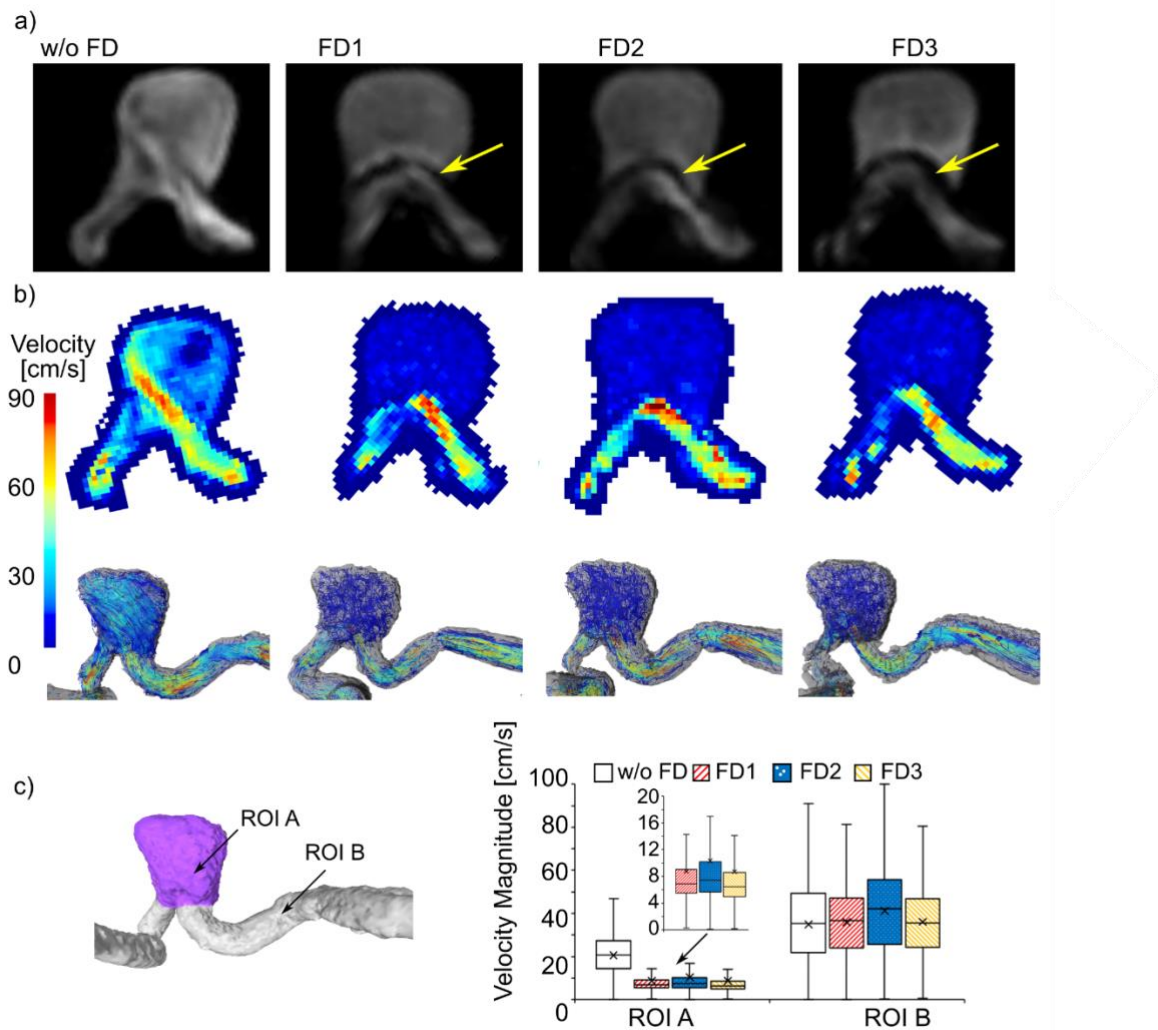 a)
w/o FD FD1 FD2 FD3
b)
Velocity
[cm/s]
90
60
30
0
c)
ROI A
ROI B
Velocity Magnitude [cm/s]
w/o FD FD1 FD2 FD3
100
80
60
40
20
0
20
16
12
8
4
0
ROI A ROI B